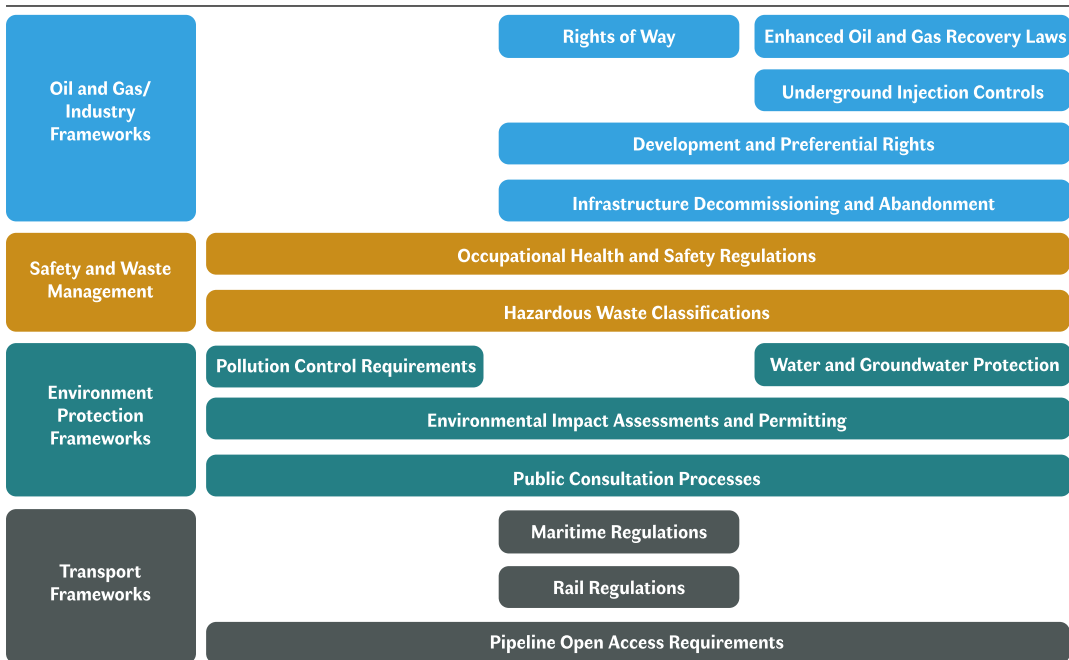 Oil and Gas/
Industry
Frameworks
Rights of Way
Enhanced Oil and Gas Recovery Laws
Underground Injection Controls
Development and Preferential Rights
Infrastructure Decommissioning and Abandonment
Safety and Waste
Management
Occupational Health and Safety Regulations
Hazardous Waste Classifications
Environment
Protection
Frameworks
Pollution Control Requirements
Water and Groundwater Protection
Environmental Impact Assessments and Permitting
Public Consultation Processes
Transport
Frameworks
Maritime Regulations
Rail Regulations
Pipeline Open Access Requirements